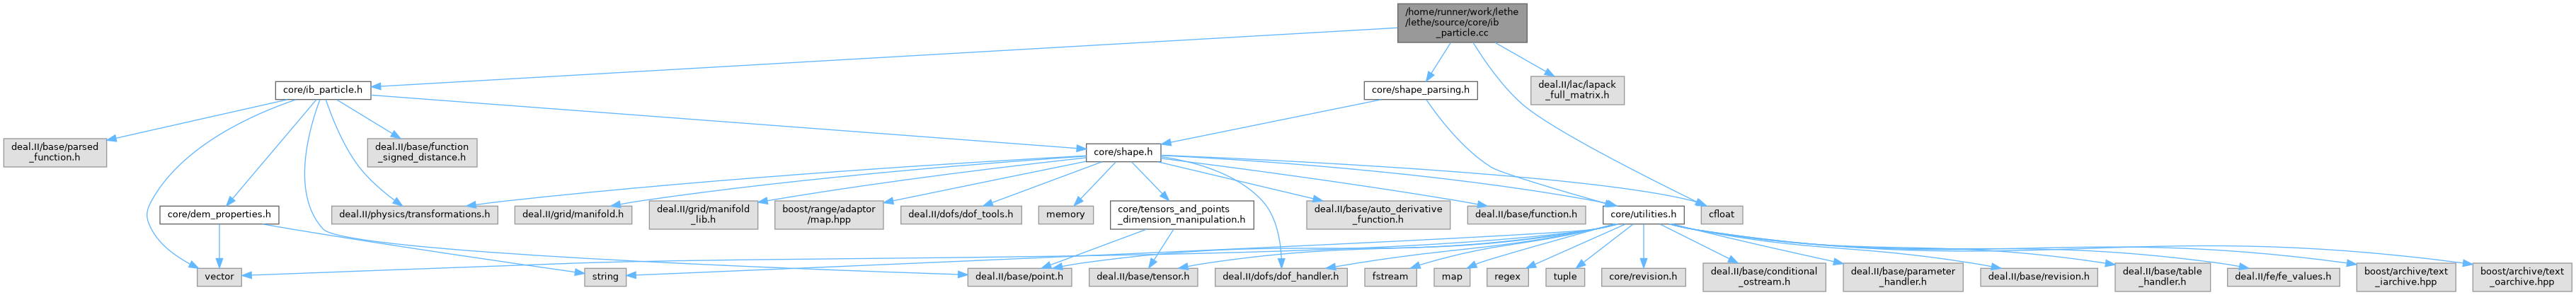 /home/runner/work/lethe
/lethe/source/core/ib
_particle.cc
core/ib_particle.h
core/shape_parsing.h
deal.II/lac/lapack
_full_matrix.h
deal.II/base/parsed
_function.h
deal.II/base/function
_signed_distance.h
core/shape.h
core/dem_properties.h
deal.II/physics/transformations.h
deal.II/grid/manifold.h
deal.II/grid/manifold
_lib.h
boost/range/adaptor
/map.hpp
deal.II/dofs/dof_tools.h
memory
core/tensors_and_points
_dimension_manipulation.h
deal.II/base/auto_derivative
_function.h
deal.II/base/function.h
core/utilities.h
cfloat
vector
string
deal.II/base/point.h
deal.II/base/tensor.h
deal.II/dofs/dof_handler.h
fstream
map
regex
tuple
core/revision.h
deal.II/base/conditional
_ostream.h
deal.II/base/parameter
_handler.h
deal.II/base/revision.h
deal.II/base/table
_handler.h
deal.II/fe/fe_values.h
boost/archive/text
_iarchive.hpp
boost/archive/text
_oarchive.hpp